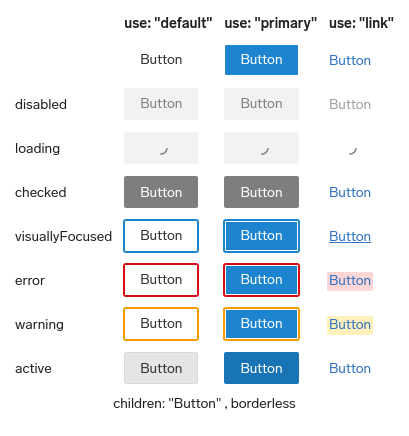 use: "default" use: "primary" use: "link"
Button Button Button
disabled Button Button Button
loading
checked Button Button Button
visuallyFocused Button Button Button
error Button Button Button
warning Button Button Button
active Button Button Button
children: "Button" , borderless